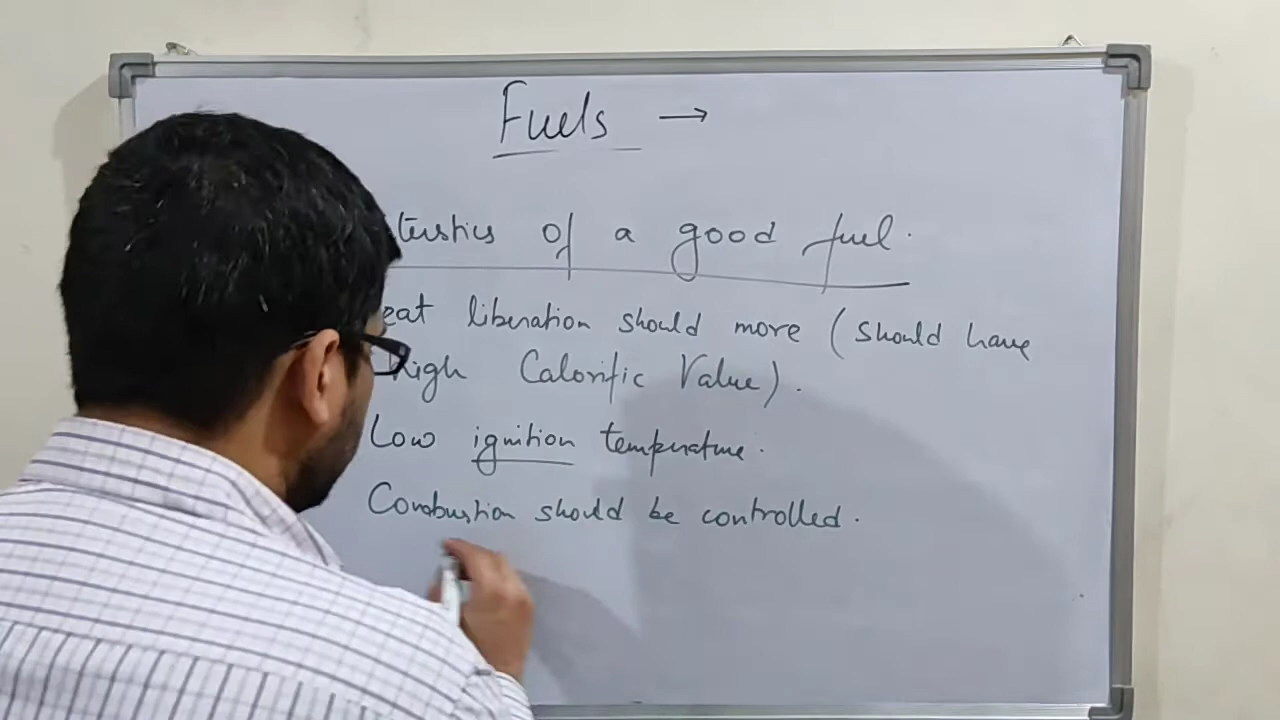 Fuels →
teristics of a good fuel.
eat liberation should more (should have
high Calorific Value).
Low ignition temperature.
Combustion should be controlled.